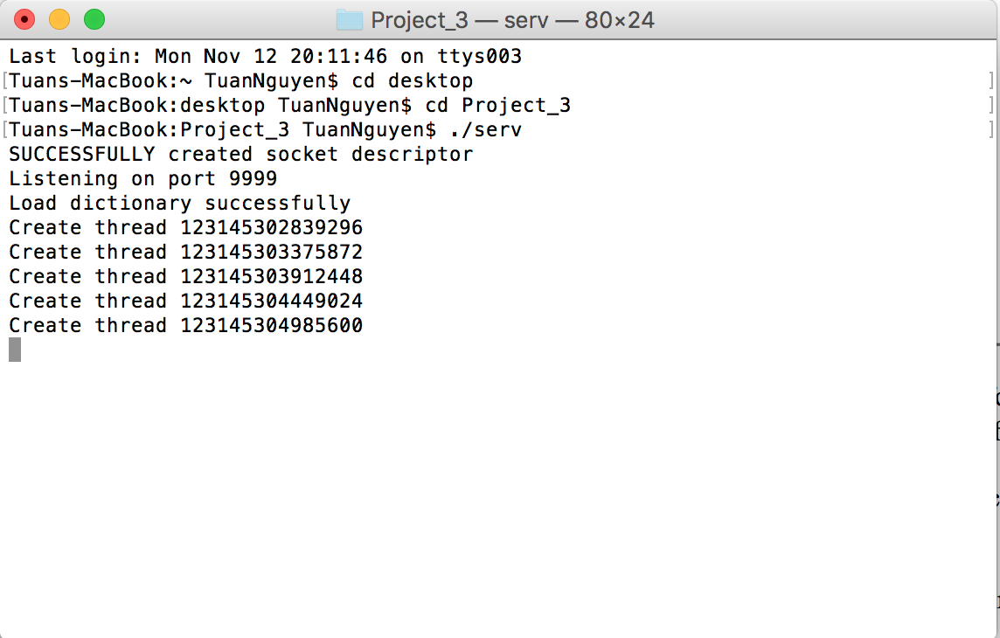 Project_3 — serv — 80×24
Last login: Mon Nov 12 20:11:46 on ttys003
[Tuans-MacBook:~ TuanNguyen$ cd desktop ]
[Tuans-MacBook:desktop TuanNguyen$ cd Project_3 ]
[Tuans-MacBook:Project_3 TuanNguyen$ ./serv ]
SUCCESSFULLY created socket descriptor
Listening on port 9999
Load dictionary successfully
Create thread 123145302839296
Create thread 123145303375872
Create thread 123145303912448
Create thread 123145304449024
Create thread 123145304985600